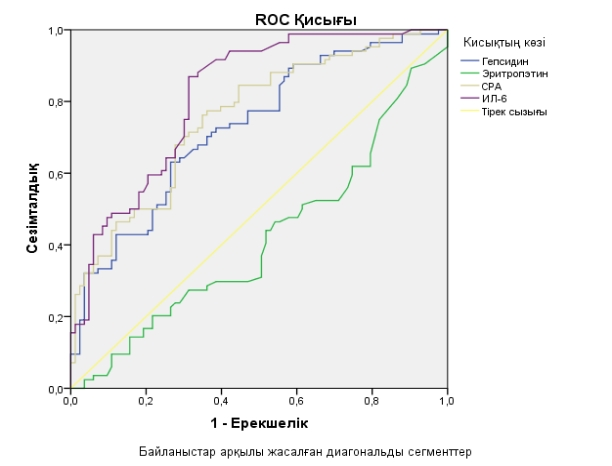 ROC Қисығы
Кисықтың көзі
Гепсидин
Эритропэтин
СРА
ИЛ-6
Тірек сызығы
Сезімталдық
1,0
0,8
0,6
0,4
0,2
0,0
0,0 0,2 0,4 0,6 0,8 1,0
1 - Ерекшелік
Байланыстар арқылы жасалған диагональды сегменттер